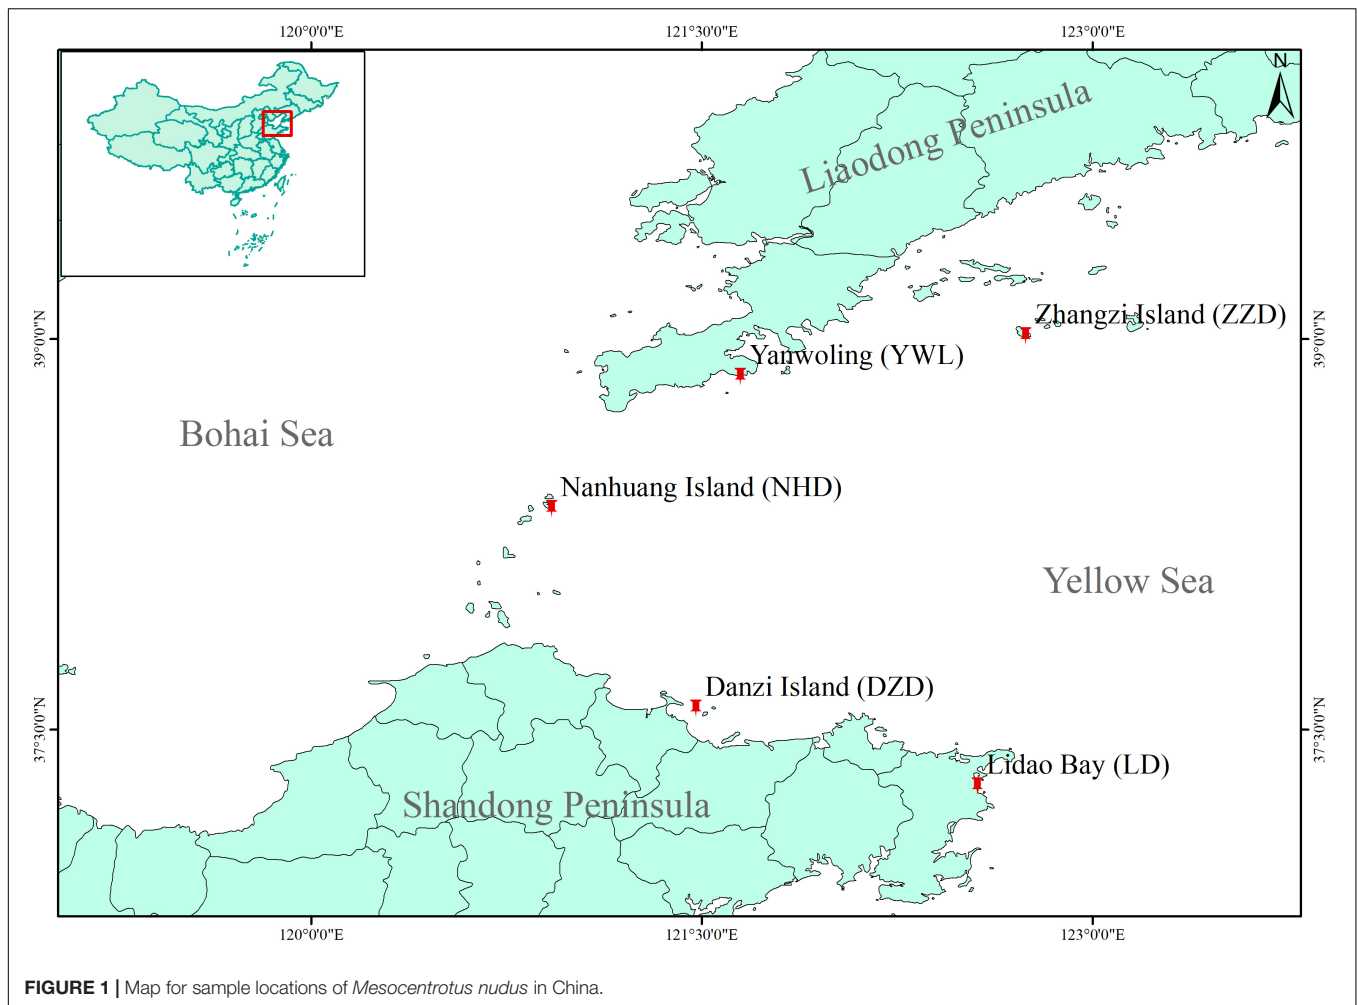 120°0'0"E 121°30'0"E 123°0'0"E
N
Liaodong Peninsula
Zhangzi Island (ZZD)
39°0'0"N 39°0'0"N
Yanwoling (YWL)
Bohai Sea
Nanhuang Island (NHD)
Yellow Sea
Danzi Island (DZD)
37°30'0"N 37°30'0"N
Lidao Bay (LD)
Shandong Peninsula
120°0'0"E 121°30'0"E 123°0'0"E
FIGURE 1 | Map for sample locations of Mesocentrotus nudus in China.